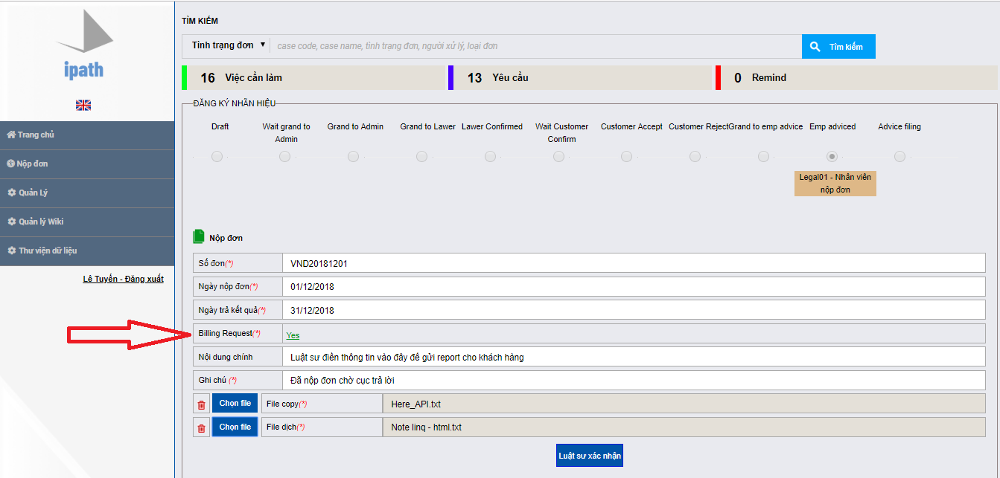 ipath
Trang chủ
Nộp đơn
Quản Lý
Quản lý Wiki
Thư viện dữ liệu
Lê Tuyến - Đăng xuất
TÌM KIẾM
Tình trạng đơn ▼ case code, case name, tình trạng đơn, người xử lý, loại đơn Tìm kiếm
16 Việc cần làm 13 Yêu cầu 0 Remind
ĐĂNG KÝ NHÃN HIỆU
Draft Wait grand to Admin Grand to Admin Grand to Lawer Lawer Confirmed Wait Customer Confirm Customer Accept Customer Reject Grand to emp advice Emp adviced Advice filing
Legal01 - Nhân viên
nộp đơn
Nộp đơn
Số đơn(*) VND20181201
Ngày nộp đơn(*) 01/12/2018
Ngày trả kết quả(*) 31/12/2018
Billing Request(*) Yes
Nội dung chính Luật sư điền thông tin vào đây để gửi report cho khách hàng
Ghi chú (*) Đã nộp đơn chờ cục trả lời
Chọn file File copy(*) Here_API.txt
Chọn file File dịch(*) Note linq - html.txt
Luật sư xác nhận